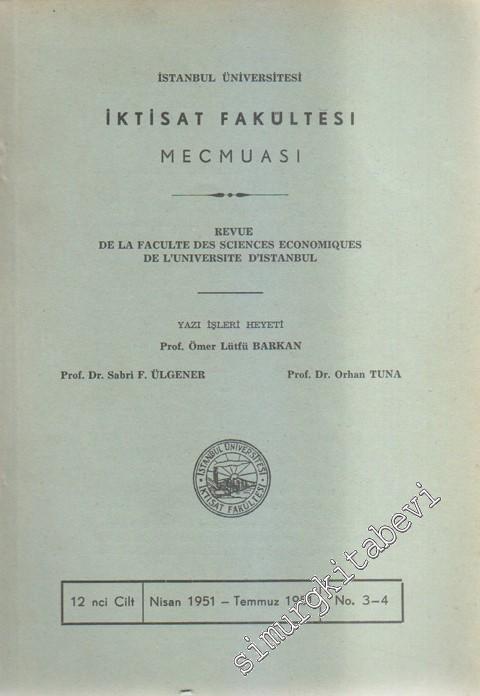 İSTANBUL ÜNİVERSİTESİ
İKTİSAT FAKÜLTESİ
MECMUASI
REVUE
DE LA FACULTE DES SCIENCES ECONOMIQUES
DE L'UNIVERSITE D'ISTANBUL
YAZI İŞLERİ HEYETİ
Prof. Ömer Lütfü BARKAN
Prof. Dr. Sabri F. ÜLGENER Prof. Dr. Orhan TUNA
İSTANBUL ÜNİVERSİTESİ
İKTİSAT FAKÜLTESİ
12 nci Cilt Nisan 1951 – Temmuz No. 3-4
simurgkitabevi